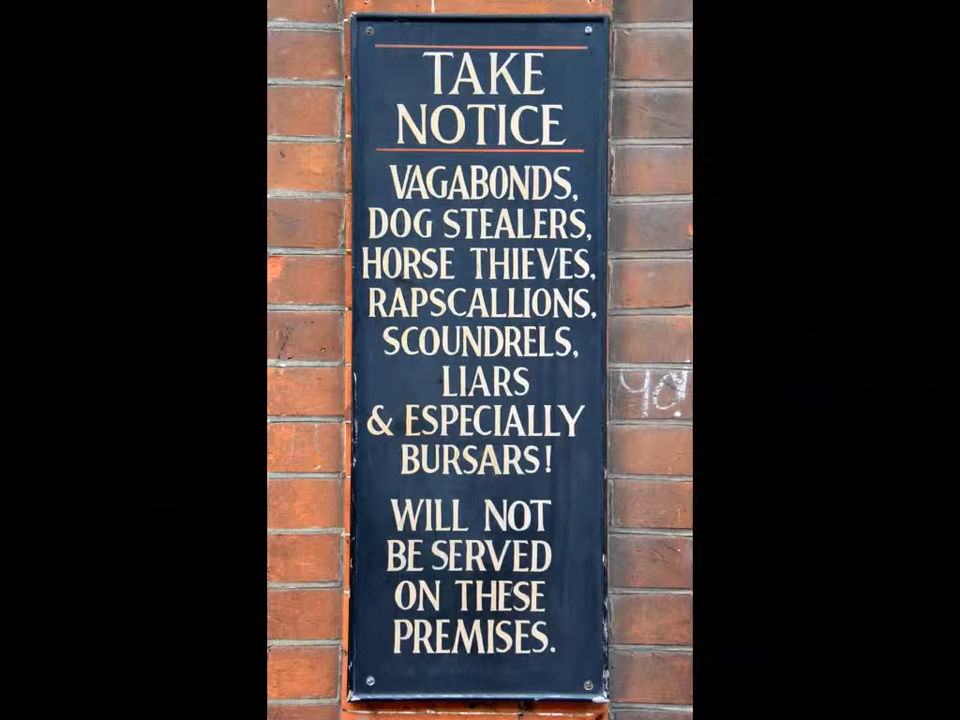 TAKE
NOTICE
VAGABONDS,
DOG STEALERS,
HORSE THIEVES,
RAPSCALLIONS,
SCOUNDRELS,
LIARS
& ESPECIALLY
BURSARS!
WILL NOT
BE SERVED
ON THESE
PREMISES.